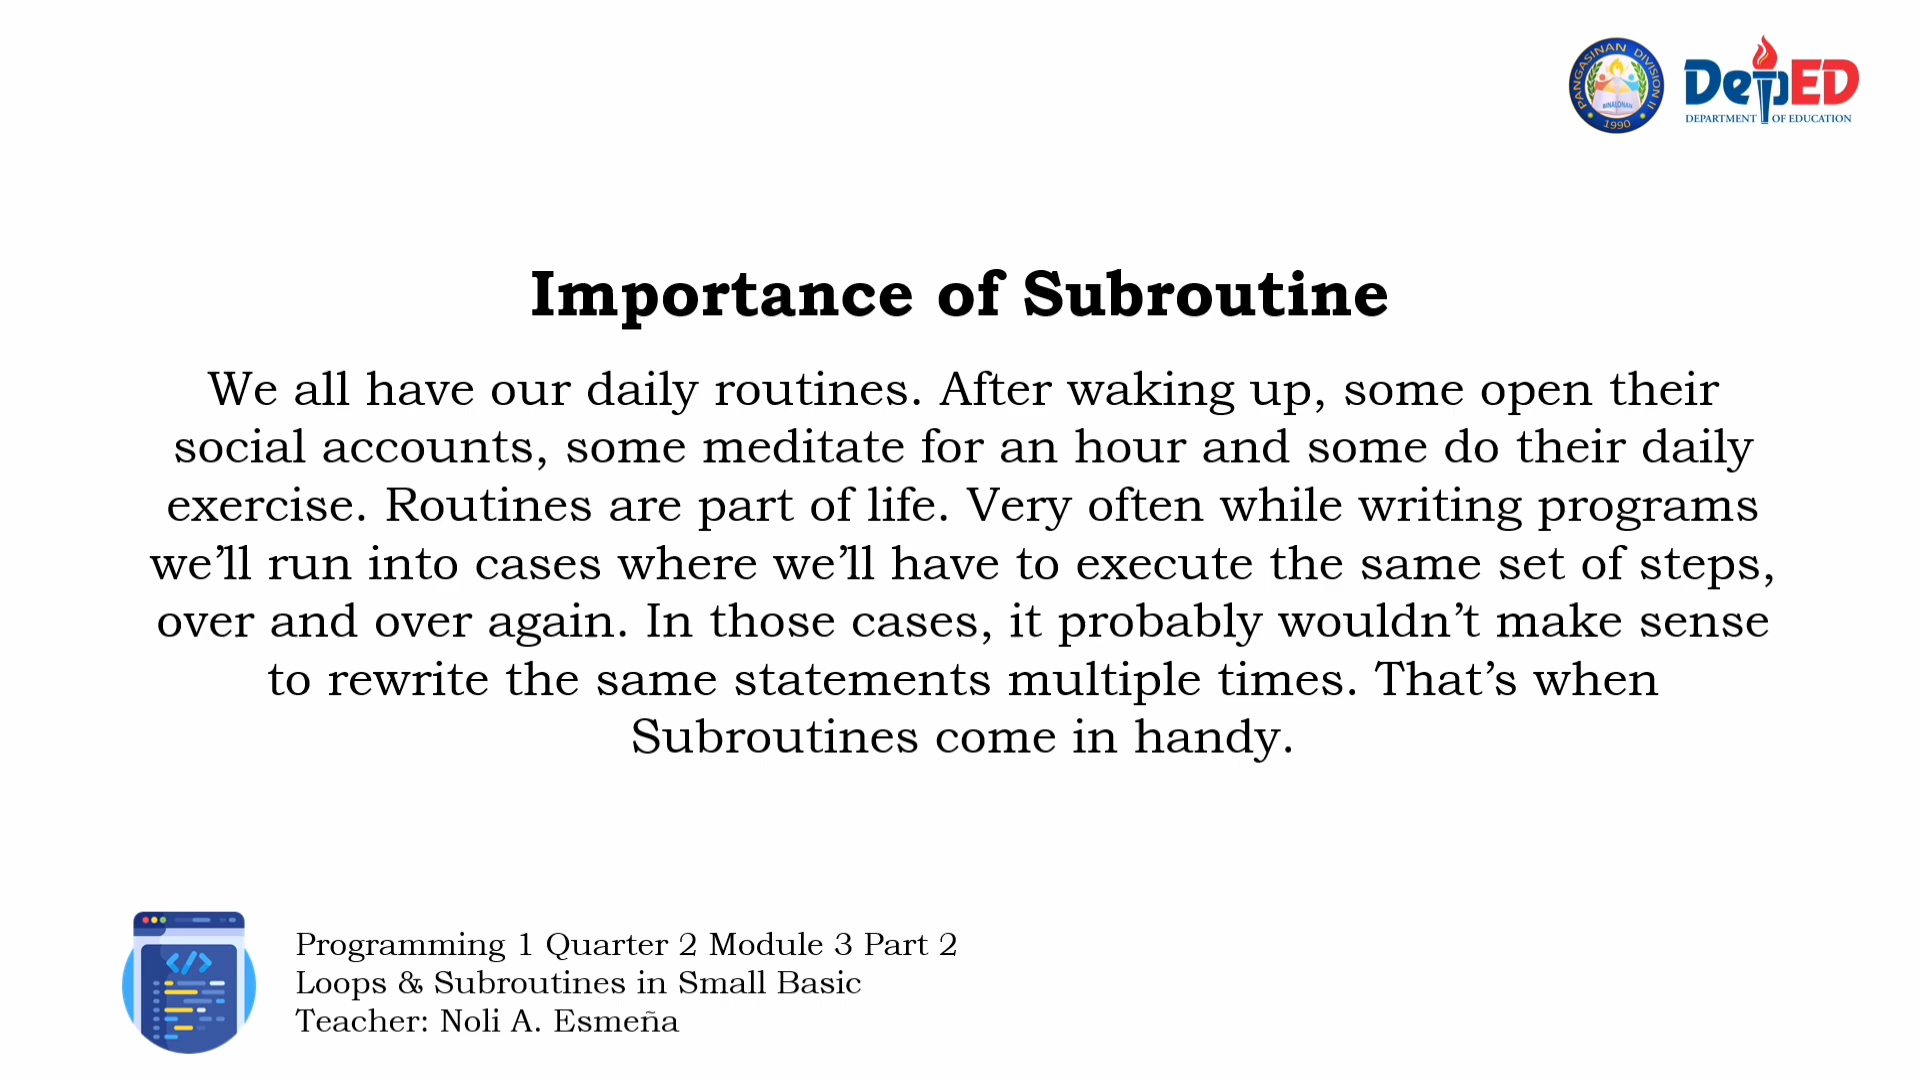 PANGASINAN DIVISION II
BINALONAN
1990
DepED
DEPARTMENT OF EDUCATION
Importance of Subroutine
We all have our daily routines. After waking up, some open their
social accounts, some meditate for an hour and some do their daily
exercise. Routines are part of life. Very often while writing programs
we’ll run into cases where we’ll have to execute the same set of steps,
over and over again. In those cases, it probably wouldn’t make sense
to rewrite the same statements multiple times. That’s when
Subroutines come in handy.
</>
Programming 1 Quarter 2 Module 3 Part 2
Loops & Subroutines in Small Basic
Teacher: Noli A. Esmeña